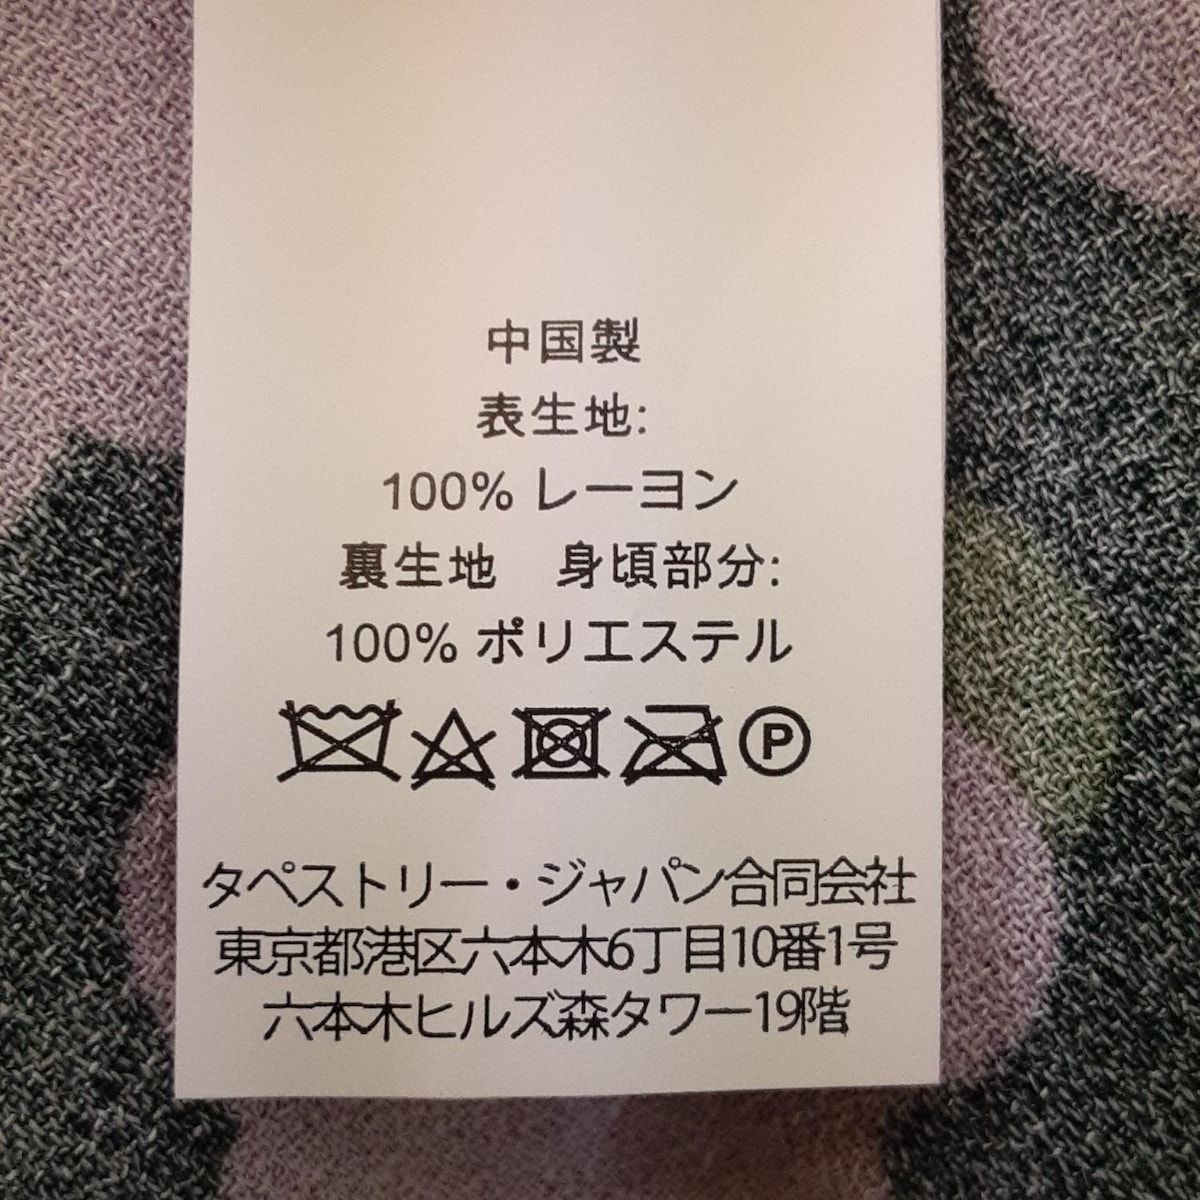 中国製
表生地:
100% レーヨン
裏生地　身頃部分:
100% ポリエステル
P
タペストリー・ジャパン合同会社
東京都港区六本木6丁目10番1号
六本木ヒルズ森タワー19階